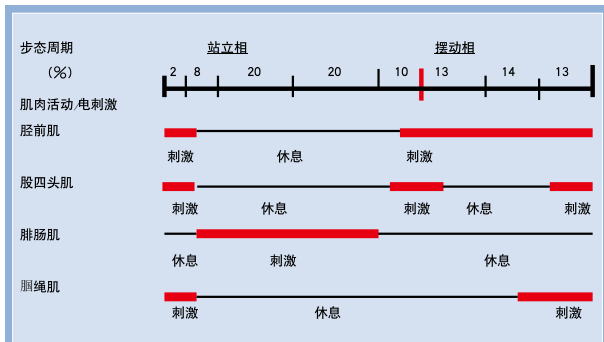 步态周期 站立相 摆动相
(%) 2 8 20 20 10 13 14 13
肌肉活动/电刺激
胫前肌
刺激 休息 刺激
股四头肌
刺激 休息 刺激 休息 刺激
腓肠肌
休息 刺激 休息
腘绳肌
刺激 休息 刺激